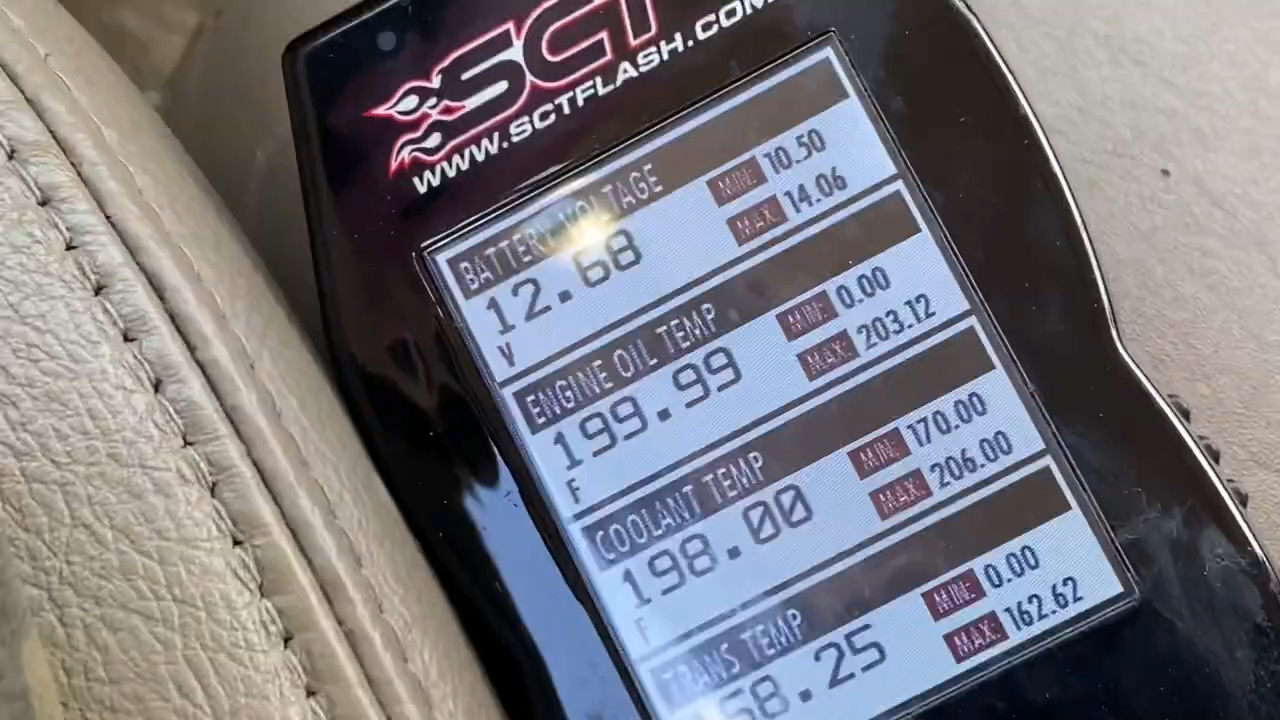 SCT
WWW.SCTFLASH.COM
BATTERY VOLTAGE
12.68
V
MIN: 10.50
MAX: 14.06
ENGINE OIL TEMP
199.99
F
MIN: 0.00
MAX: 203.12
COOLANT TEMP
198.00
F
MIN: 170.00
MAX: 206.00
TRANS TEMP
58.25
MIN: 0.00
MAX: 162.62